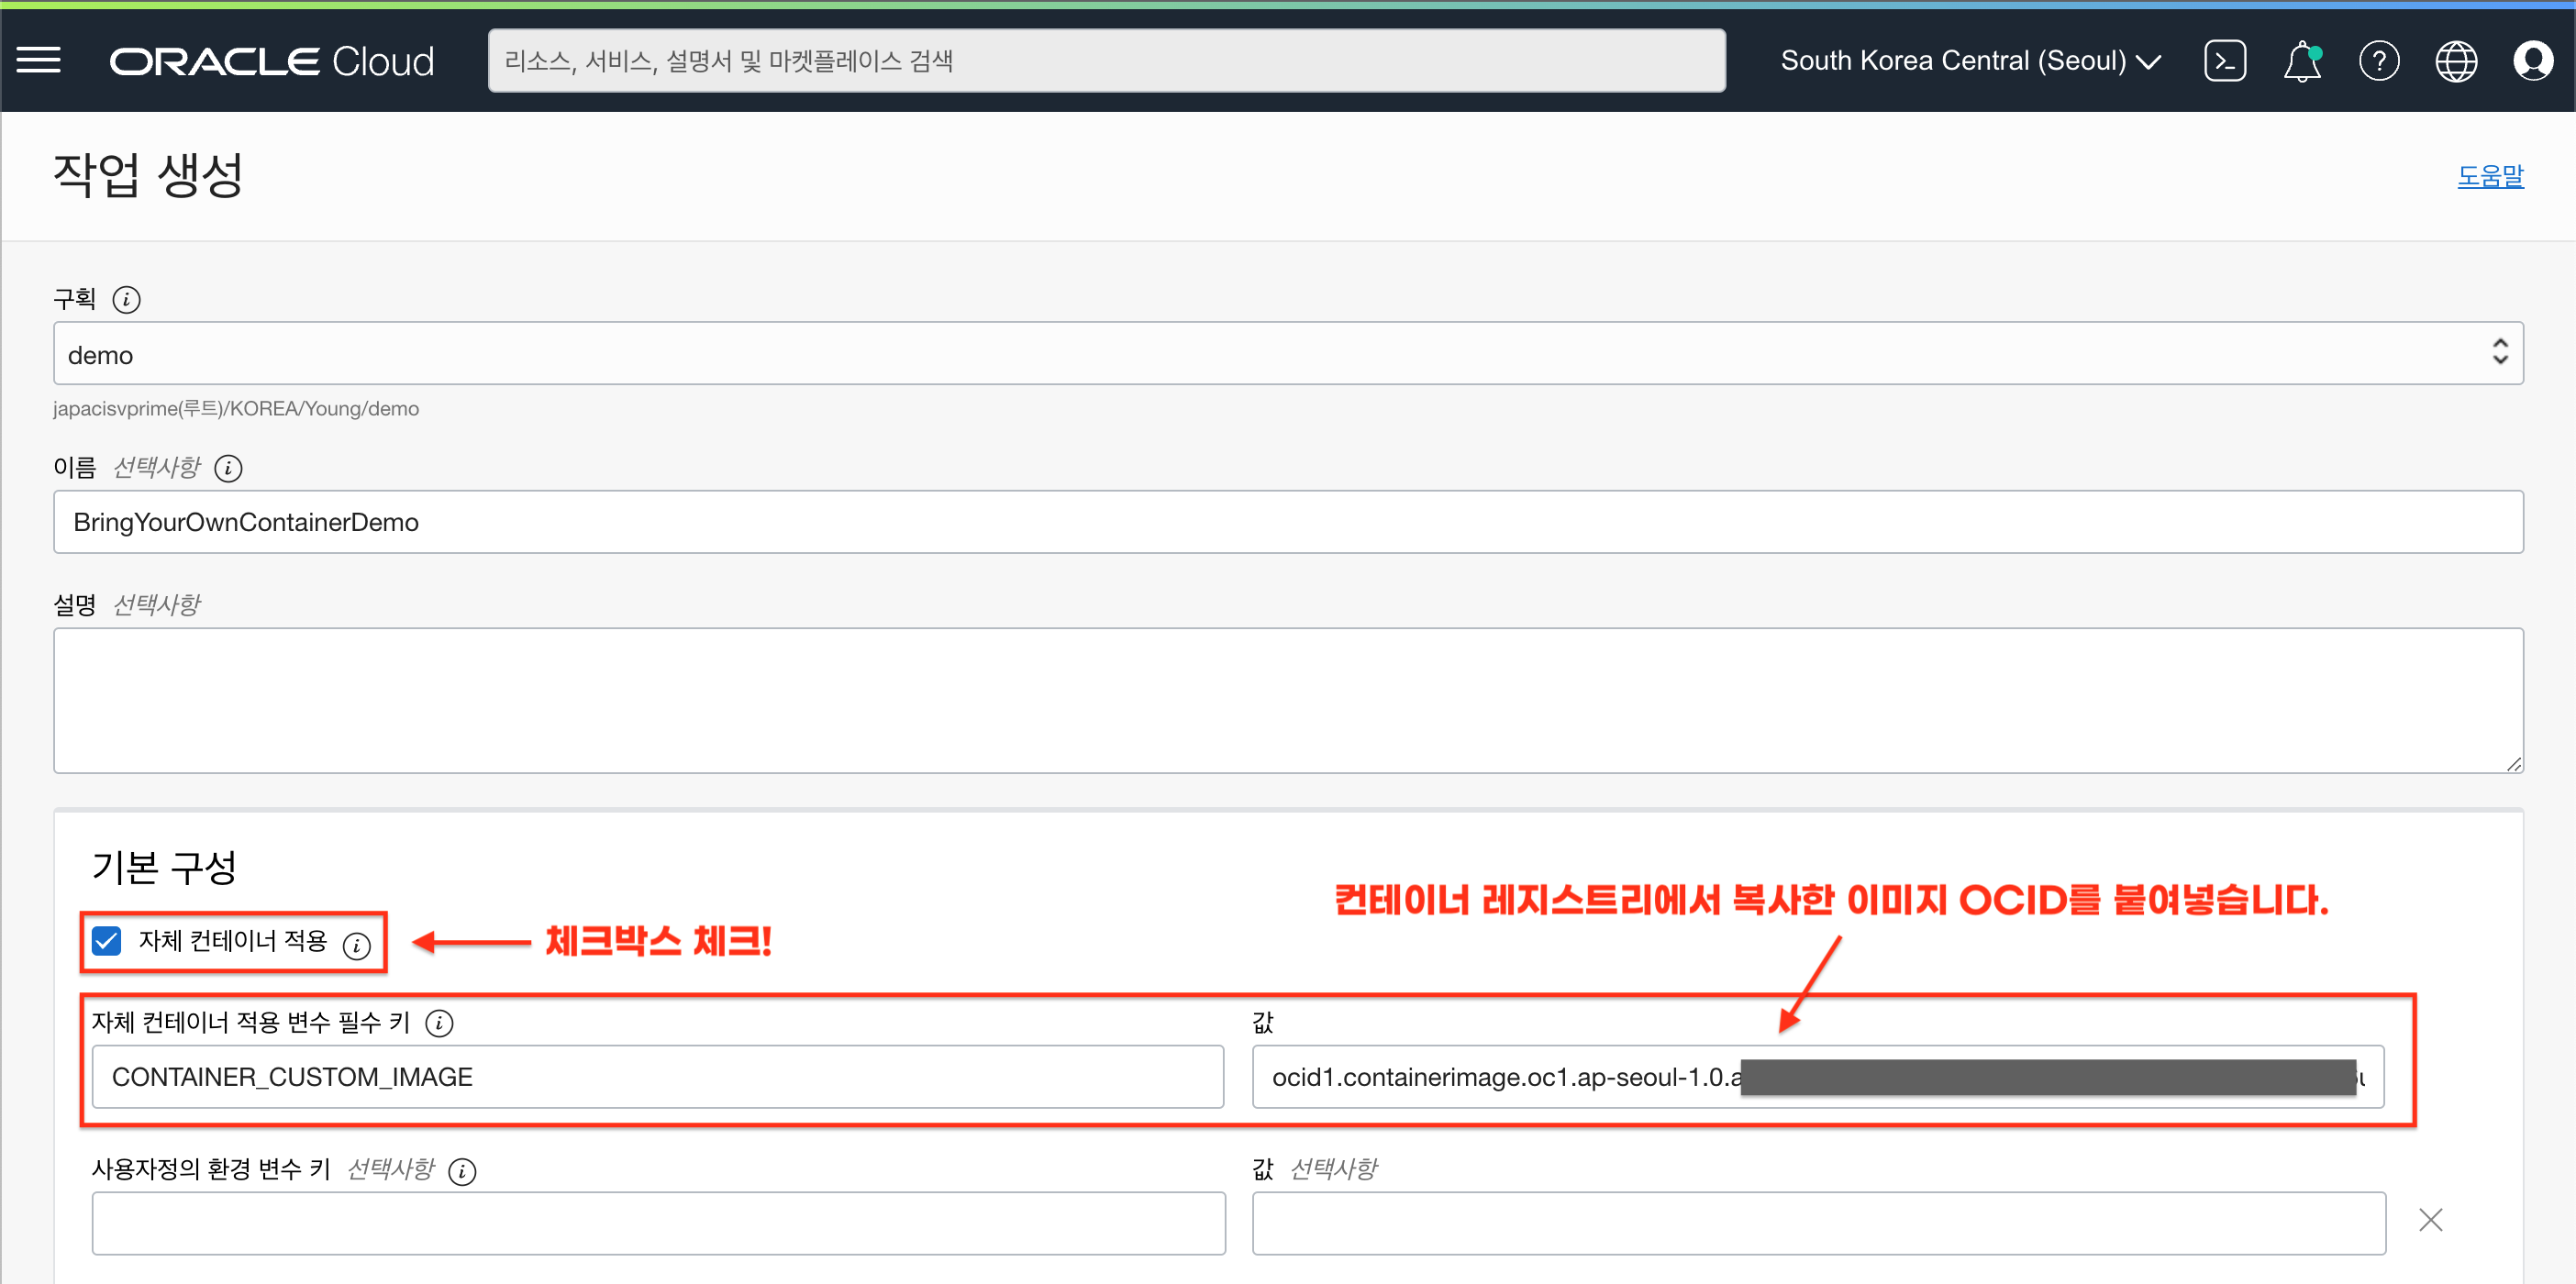 ORACLE Cloud
리소스, 서비스, 설명서 및 마켓플레이스 검색
South Korea Central (Seoul)
작업 생성
도움말
구획
demo
japacisvprime(루트)/KOREA/Young/demo
이름 선택사항
BringYourOwnContainerDemo
설명 선택사항
기본 구성
컨테이너 레지스트리에서 복사한 이미지 OCID를 붙여넣습니다.
자체 컨테이너 적용
체크박스 체크!
자체 컨테이너 적용 변수 필수 키
값
CONTAINER_CUSTOM_IMAGE
ocid1.containerimage.oc1.ap-seoul-1.0.a
사용자정의 환경 변수 키 선택사항
값 선택사항